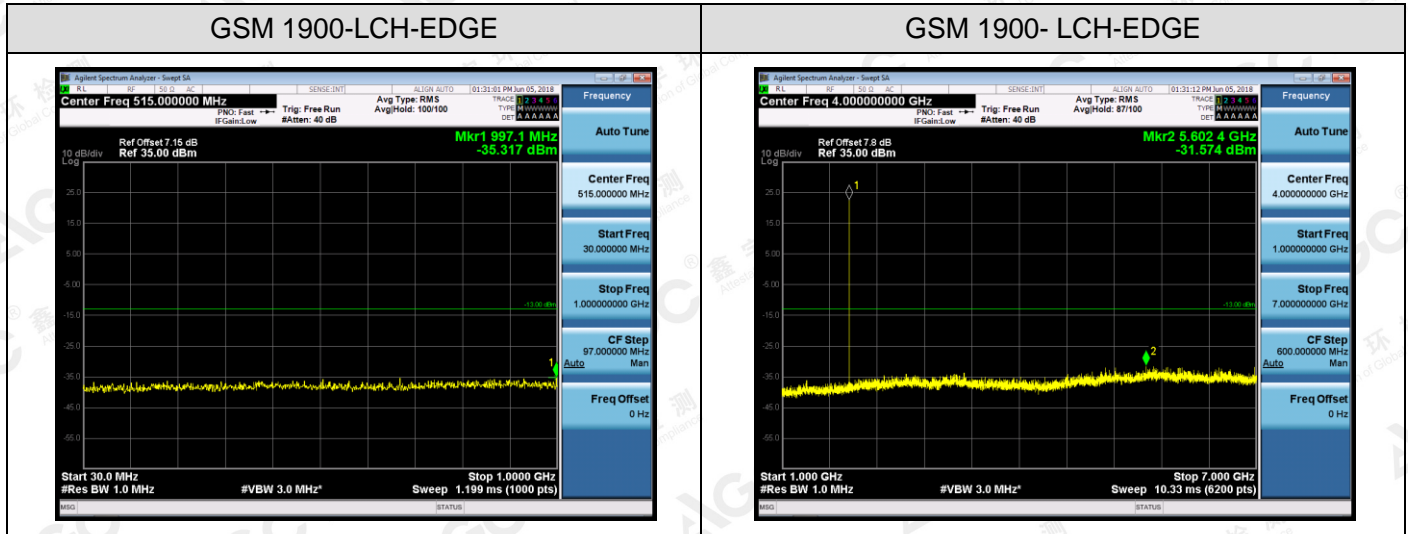 GSM 1900-LCH-EDGE
GSM 1900- LCH-EDGE
Agilent Spectrum Analyzer - Swept SA
RL RF 50 Ω AC SENSE:INT ALIGN AUTO 01:31:01 PM Jun 05, 2018
Center Freq 515.000000 MHz
PNO: Fast
IFGain:Low
Trig: Free Run
#Atten: 40 dB
Avg Type: RMS
Avg|Hold: 100/100
TRACE 1 2 3 4 5 6
TYPE M WWWWW
DET A A A A A A
Ref Offset 7.15 dB
Ref 35.00 dBm
10 dB/div
Log
Mkr1 997.1 MHz
-35.317 dBm
25.0
15.0
5.00
-5.00
-15.0
-25.0
-35.0
-45.0
-55.0
-13.00 dBm
1
Start 30.0 MHz
#Res BW 1.0 MHz
#VBW 3.0 MHz*
Stop 1.0000 GHz
Sweep 1.199 ms (1000 pts)
MSG STATUS
Frequency
Auto Tune
Center Freq
515.000000 MHz
Start Freq
30.000000 MHz
Stop Freq
1.000000000 GHz
CF Step
97.000000 MHz
Auto Man
Freq Offset
0 Hz
Agilent Spectrum Analyzer - Swept SA
RL RF 50 Ω AC SENSE:INT ALIGN AUTO 01:31:12 PM Jun 05, 2018
Center Freq 4.000000000 GHz
PNO: Fast
IFGain:Low
Trig: Free Run
#Atten: 40 dB
Avg Type: RMS
Avg|Hold: 87/100
TRACE 1 2 3 4 5 6
TYPE M WWWWW
DET A A A A A A
Ref Offset 7.8 dB
Ref 35.00 dBm
10 dB/div
Log
Mkr2 5.602 4 GHz
-31.574 dBm
25.0
15.0
5.00
-5.00
-15.0
-25.0
-35.0
-45.0
-55.0
-13.00 dBm
1
2
Start 1.000 GHz
#Res BW 1.0 MHz
#VBW 3.0 MHz*
Stop 7.000 GHz
Sweep 10.33 ms (6200 pts)
MSG STATUS
Frequency
Auto Tune
Center Freq
4.000000000 GHz
Start Freq
1.000000000 GHz
Stop Freq
7.000000000 GHz
CF Step
600.000000 MHz
Auto Man
Freq Offset
0 Hz